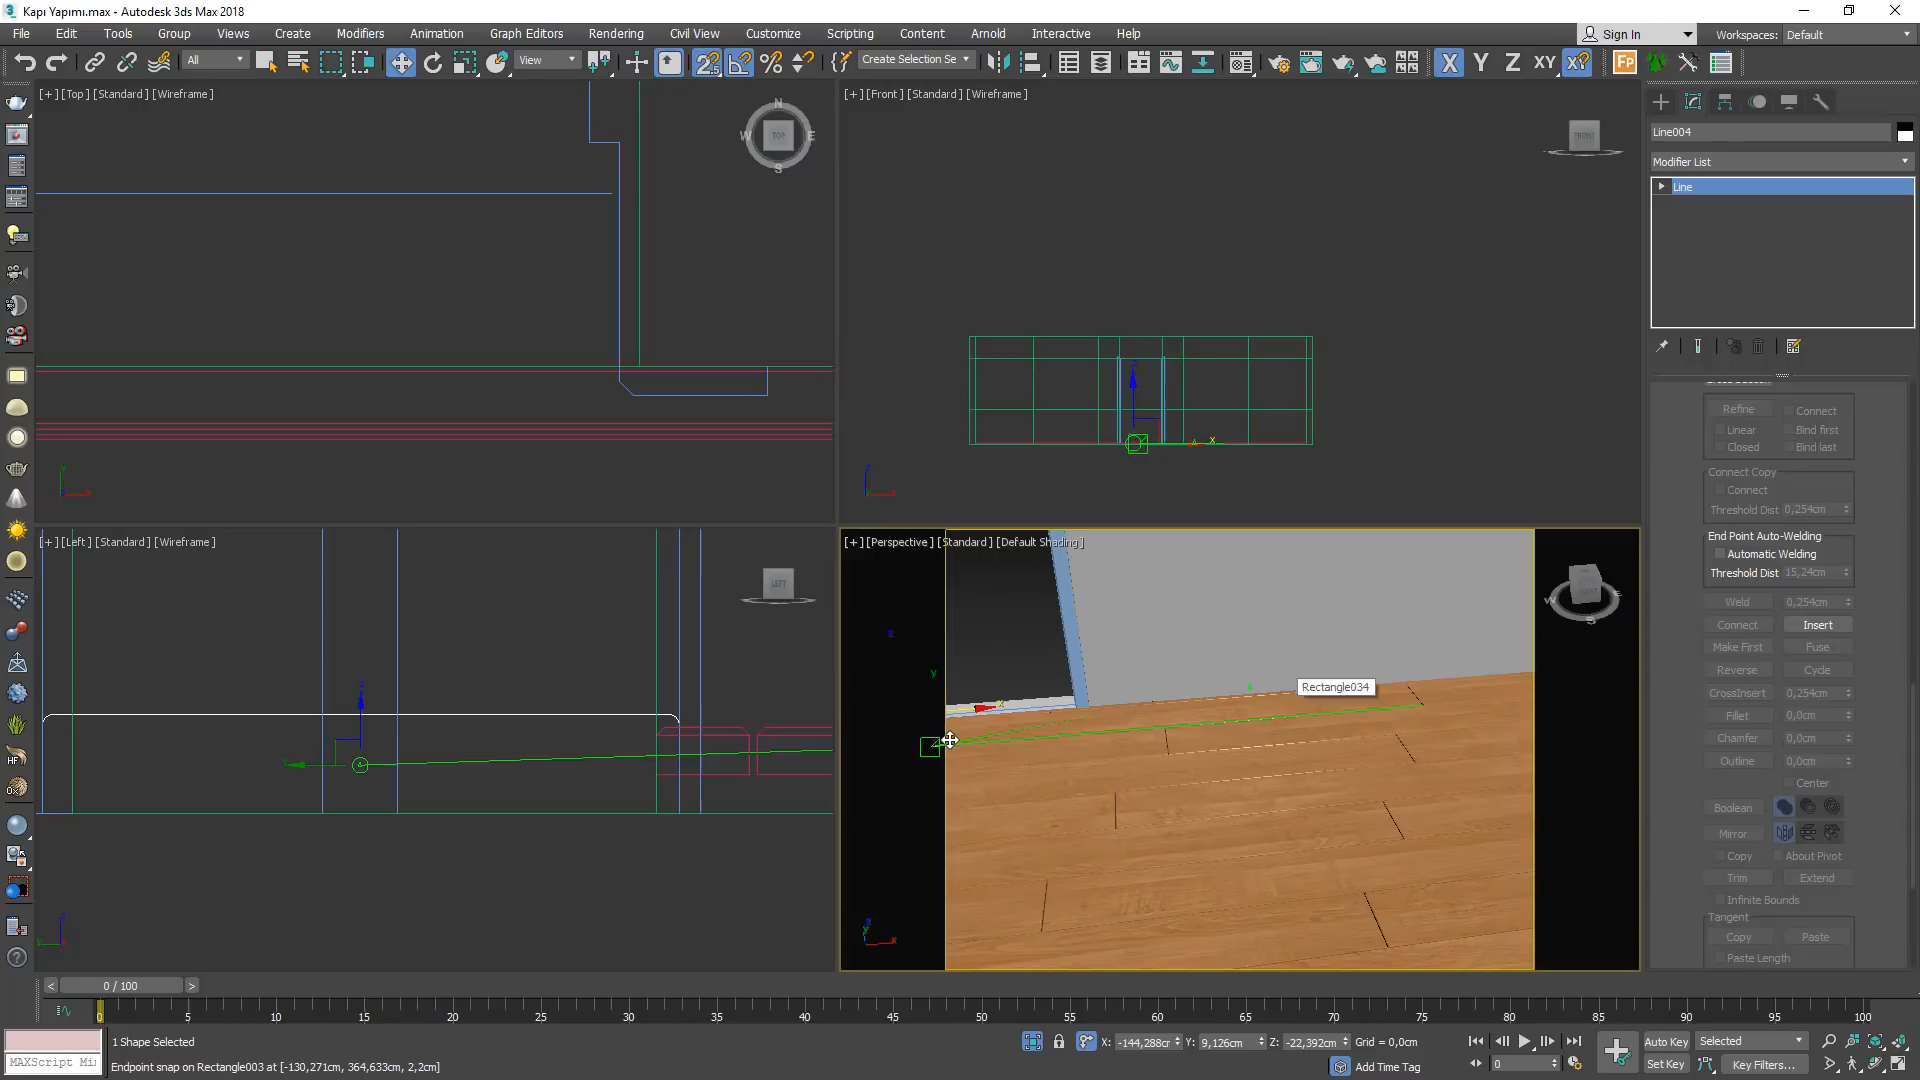 Kapı Yapımı.max - Autodesk 3ds Max 2018
File Edit Tools Group Views Create Modifiers Animation Graph Editors Rendering Civil View Customize Scripting Content Arnold Interactive Help
Sign In
Workspaces: Default
All
View
Create Selection Se
X Y Z XY
[+] [Top] [Standard] [Wireframe]
[+] [Front] [Standard] [Wireframe]
N
W TOP E
S
FRONT
Line004
Modifier List
Line
Refine Connect
Linear Bind first
Closed Bind last
Connect Copy
Connect
Threshold Dist 0,254cm
End Point Auto-Welding
Automatic Welding
Threshold Dist 15,24cm
Weld 0,254cm
Connect Insert
Make First Fuse
Reverse Cycle
CrossInsert 0,254cm
Fillet 0,0cm
Chamfer 0,0cm
Outline 0,0cm
Center
Boolean
Mirror
Copy About Pivot
Trim Extend
Infinite Bounds
Tangent
Copy Paste
Paste Length
[+] [Left] [Standard] [Wireframe]
LEFT
[+] [Perspective] [Standard] [Default Shading]
Rectangle034
0 / 100
0 5 10 15 20 25 30 35 40 45 50 55 60 65 70 75 80 85 90 95 100
1 Shape Selected
X: -144,288cr Y: 9,126cm Z: -22,392cm Grid = 0,0cm
Auto Key Selected
MAXScript Mi
Endpoint snap on Rectangle003 at [-130,271cm, 364,633cm, 2,2cm]
Add Time Tag
0
Set Key Key Filters...